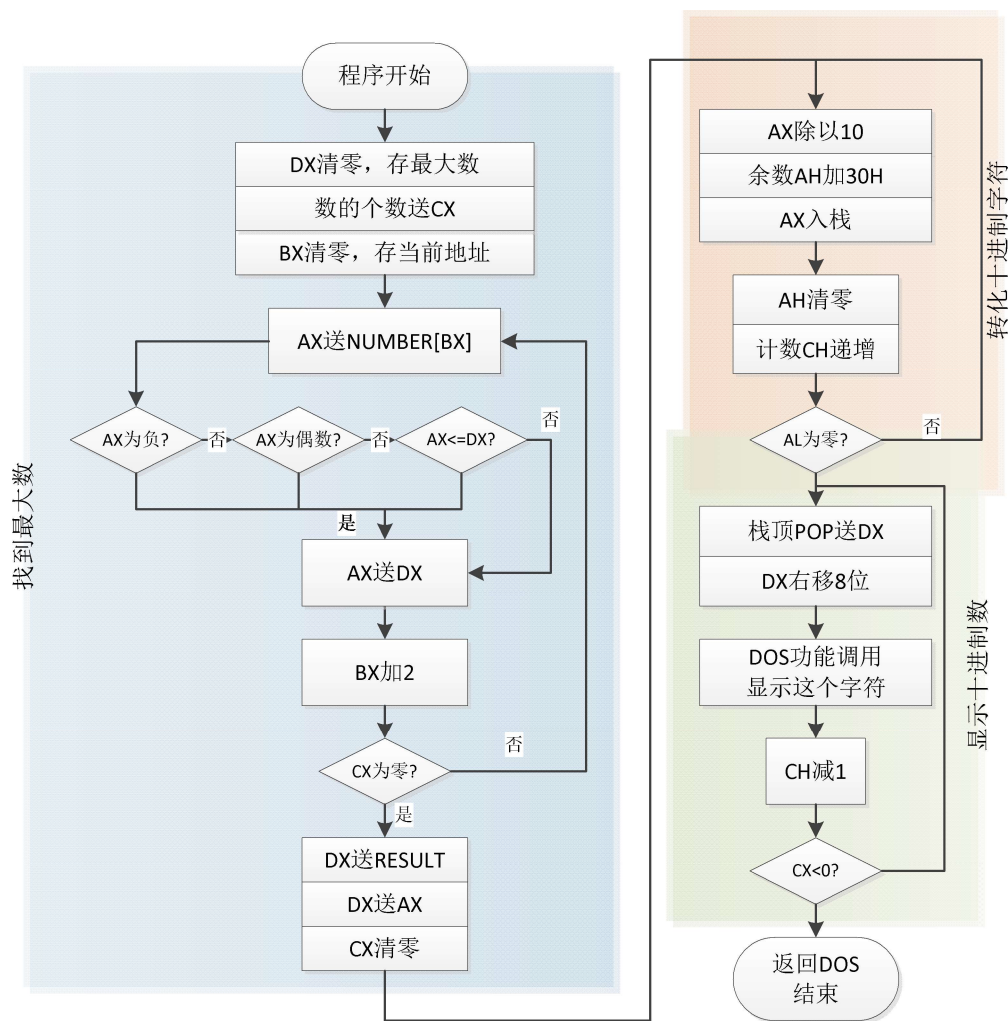 程序开始
DX清零，存最大数
数的个数送CX
BX清零，存当前地址
AX送NUMBER[BX]
AX为负?
否
AX为偶数?
否
AX<=DX?
否
是
AX送DX
BX加2
CX为零?
否
是
DX送RESULT
DX送AX
CX清零
找到最大数
AX除以10
余数AH加30H
AX入栈
AH清零
计数CH递增
AL为零?
否
转化十进制字符
栈顶POP送DX
DX右移8位
DOS功能调用
显示这个字符
CH减1
CX<0?
显示十进制数
返回DOS
结束